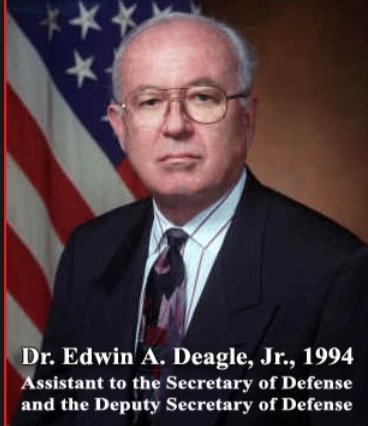 Dr. Edwin A. Deagle, Jr., 1994
Assistant to the Secretary of Defense
and the Deputy Secretary of Defense